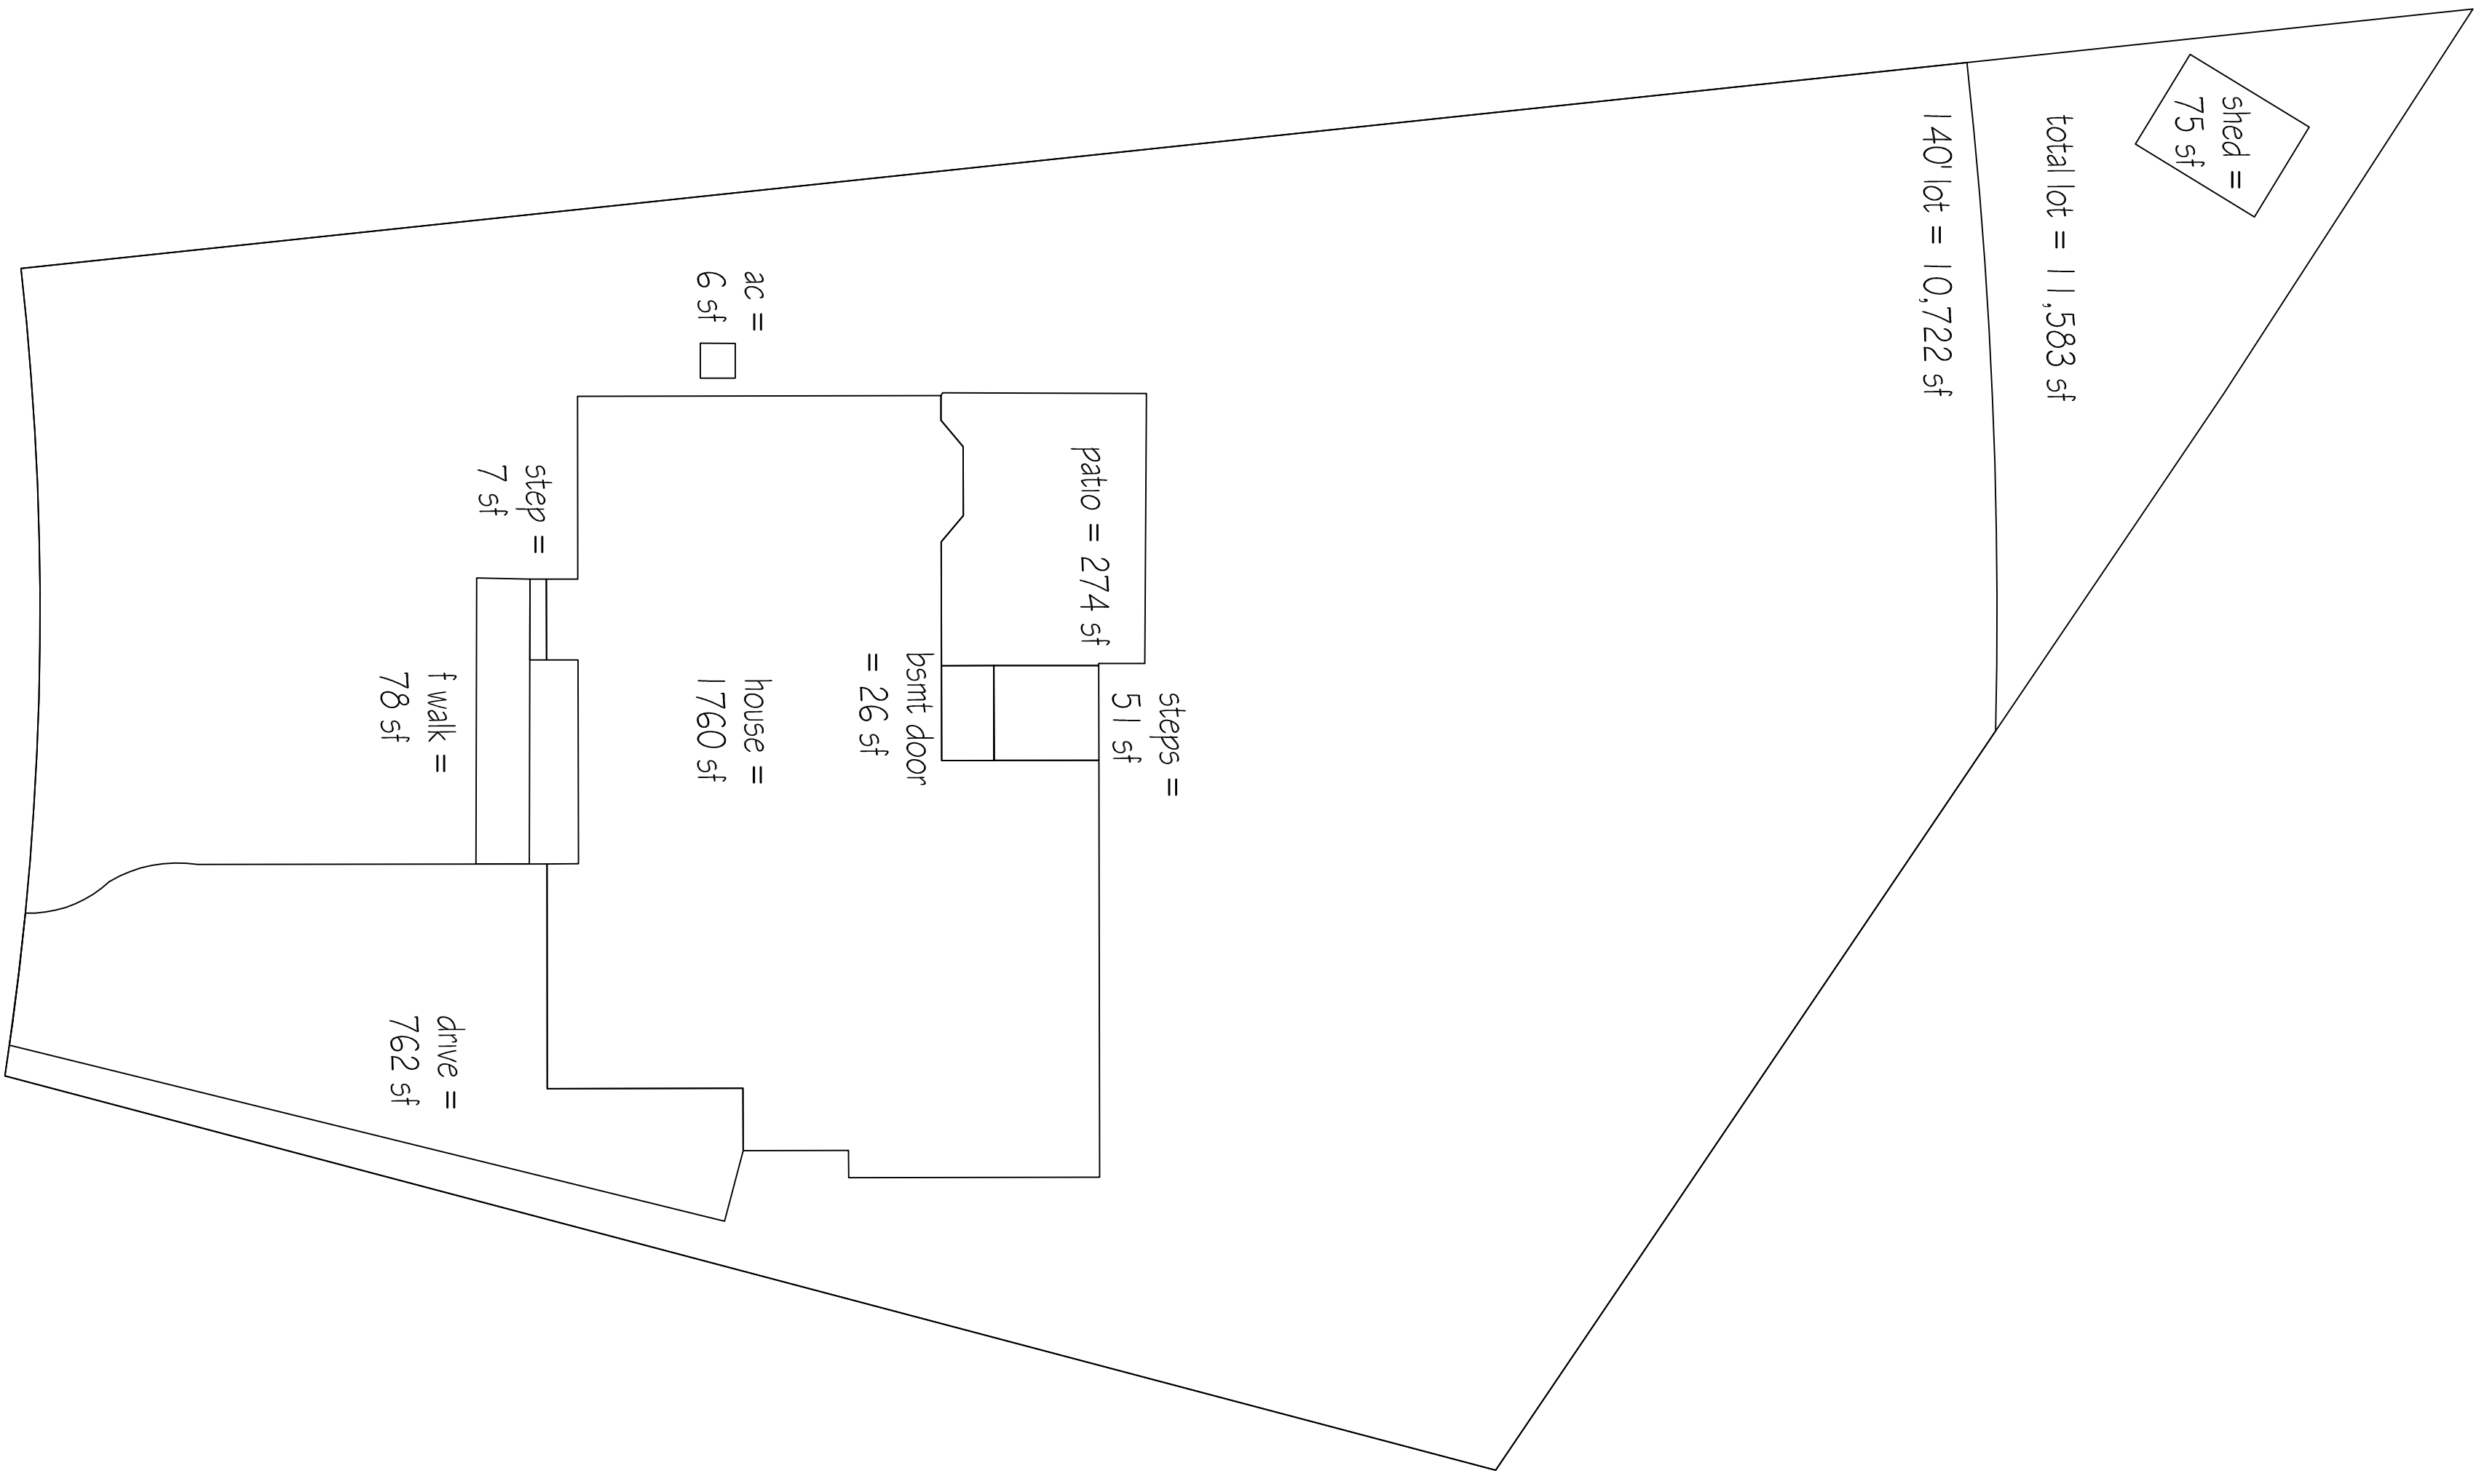 shed =
75 sf
total lot = 11,583 sf
140' lot = 10,722 sf
ac =
6 sf
patio = 274 sf
step =
7 sf
steps =
51 sf
bsmt door
= 26 sf
house =
1760 sf
f walk =
78 sf
drive =
762 sf